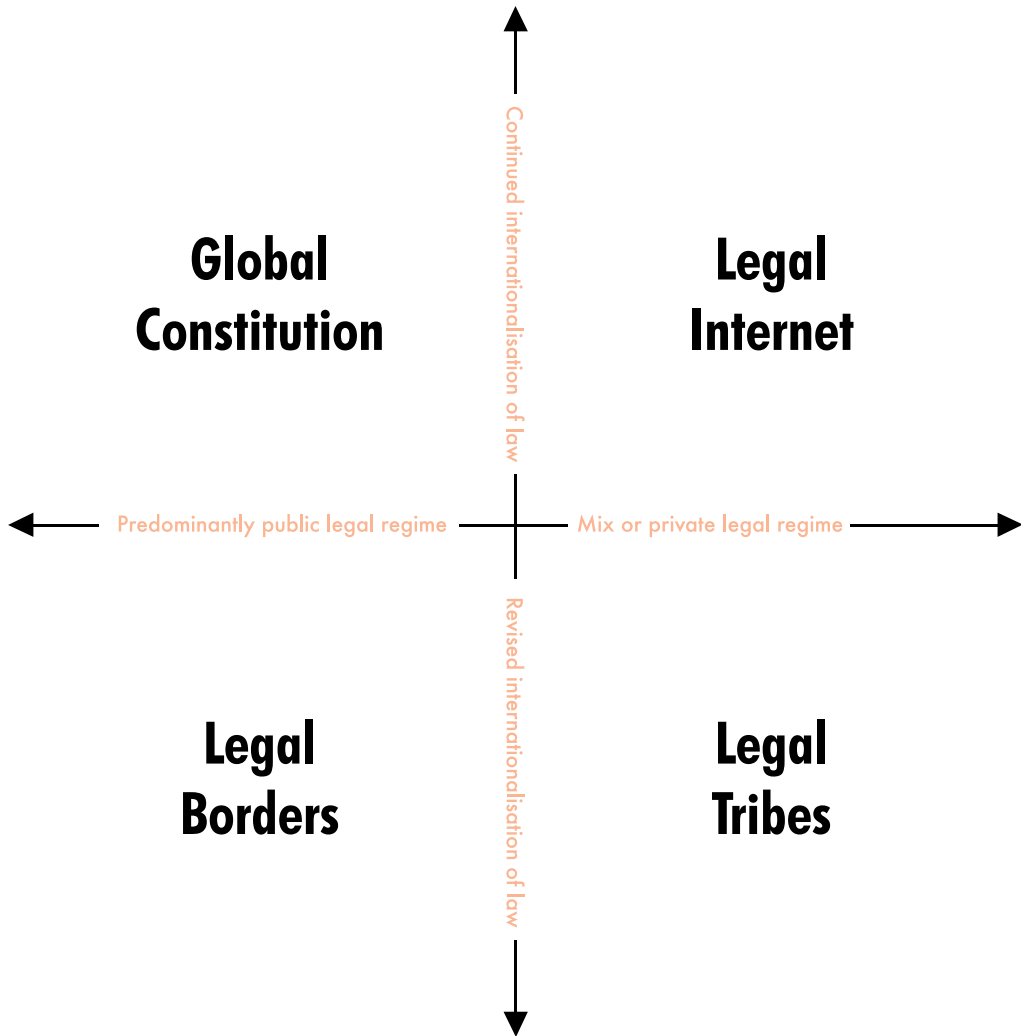 Continued internationalisation of law
Global
Constitution
Legal
Internet
Predominantly public legal regime
Mix or private legal regime
Revised internationalisation of law
Legal
Borders
Legal
Tribes